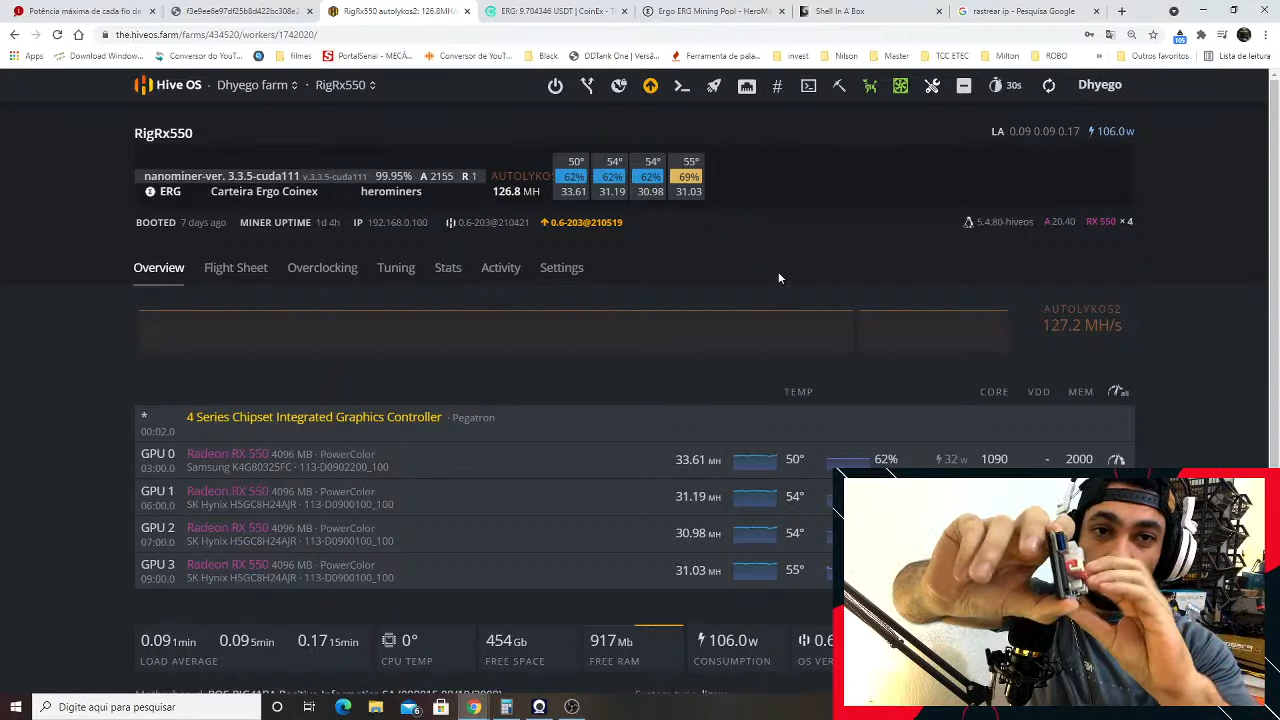 Potência máxima de cada fio da
f3e9ee6e97df25b8d422bc308e2
RigRx550 autolykos2: 126.8MH
ERG: 9.704346 USDT | CoinEx - T
Ergo ERG Mining Pool - HeroMin
Shell In A Box
rastrear ip - Google
the.hiveos.farm/farms/434520/workers/1742020/
105
Apps
Download Window...
Conversor de YouT...
filmes
PortalSenai - MECÂ...
Conversor de YouT...
Black
DDTank One
Ferramenta de pala...
invest
Nilson
Master
TCC ETEC
Milton
ROBO
»
Outros favoritos
Lista de leitura
Hive OS · Dhyego farm · RigRx550
#
30s
Dhyego
RigRx550
LA 0.09 0.09 0.17 106.0 w
50° 54° 54° 55°
nanominer-ver. 3.3.5-cuda111 v.3.3.5-cuda111 99.95% A 2155 R 1 AUTOLYKOS 62% 62% 62% 69%
ERG Carteira Ergo Coinex herominers 126.8 MH 33.61 31.19 30.98 31.03
BOOTED 7 days ago MINER UPTIME 1d 4h IP 192.168.0.100 0.6-203@210421 0.6-203@210519 5.4.80-hiveos A 20.40 RX 550 × 4
Overview Flight Sheet Overclocking Tuning Stats Activity Settings
AUTOLYKOS2
127.2 MH/s
TEMP CORE VDD MEM all
* 4 Series Chipset Integrated Graphics Controller · Pegatron
00:02.0
GPU 0 Radeon RX 550 4096 MB · PowerColor 33.61 MH 50° 62% 32 w 1090 - 2000
03:00.0 Samsung K4G80325FC · 113-D0902200_100
GPU 1 Radeon RX 550 4096 MB · PowerColor 31.19 MH 54°
06:00.0 SK Hynix H5GC8H24AJR · 113-D0900100_100
GPU 2 Radeon RX 550 4096 MB · PowerColor 30.98 MH 54°
07:00.0 SK Hynix H5GC8H24AJR · 113-D0900100_100
GPU 3 Radeon RX 550 4096 MB · PowerColor 31.03 MH 55°
09:00.0 SK Hynix H5GC8H24AJR · 113-D0900100_100
0.09 1min 0.09 5min 0.17 15min 0° 454 Gb 917 Mb 106.0 w 0.6
LOAD AVERAGE CPU TEMP FREE SPACE FREE RAM CONSUMPTION OS VER
Digite aqui para pesquisar
6